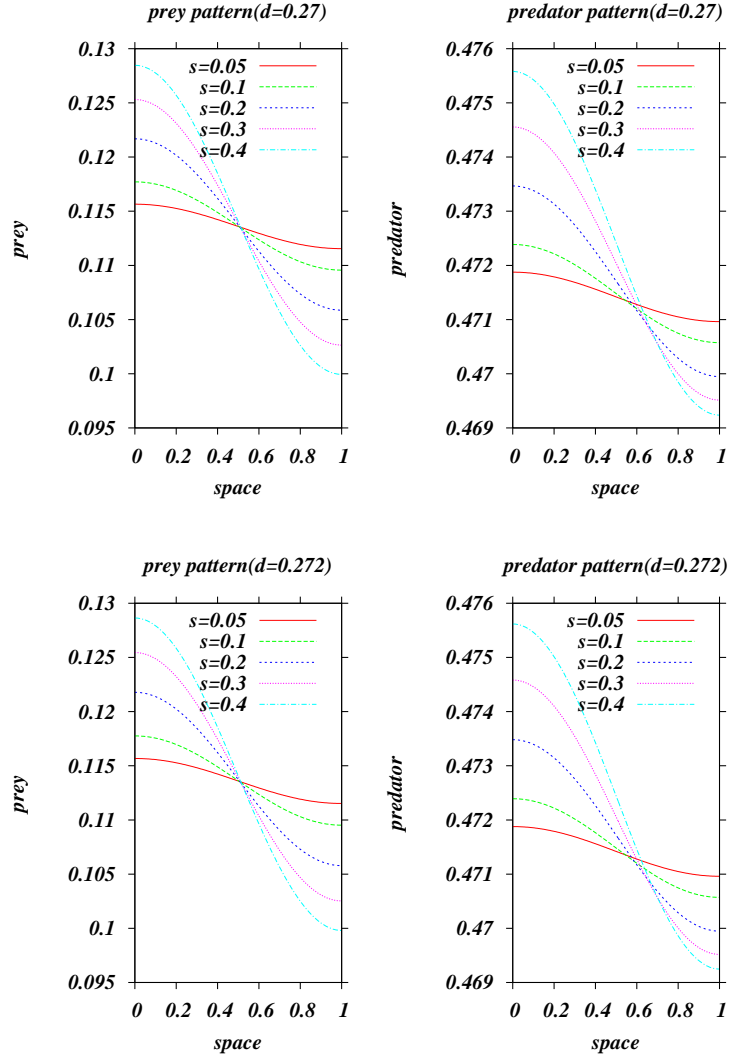 prey pattern(d=0.27)
0.13
0.125
0.12
0.115
0.11
0.105
0.1
0.095
prey
s=0.05
s=0.1
s=0.2
s=0.3
s=0.4
0 0.2 0.4 0.6 0.8 1
space
predator pattern(d=0.27)
0.476
0.475
0.474
0.473
0.472
0.471
0.47
0.469
predator
s=0.05
s=0.1
s=0.2
s=0.3
s=0.4
0 0.2 0.4 0.6 0.8 1
space
prey pattern(d=0.272)
0.13
0.125
0.12
0.115
0.11
0.105
0.1
0.095
prey
s=0.05
s=0.1
s=0.2
s=0.3
s=0.4
0 0.2 0.4 0.6 0.8 1
space
predator pattern(d=0.272)
0.476
0.475
0.474
0.473
0.472
0.471
0.47
0.469
predator
s=0.05
s=0.1
s=0.2
s=0.3
s=0.4
0 0.2 0.4 0.6 0.8 1
space